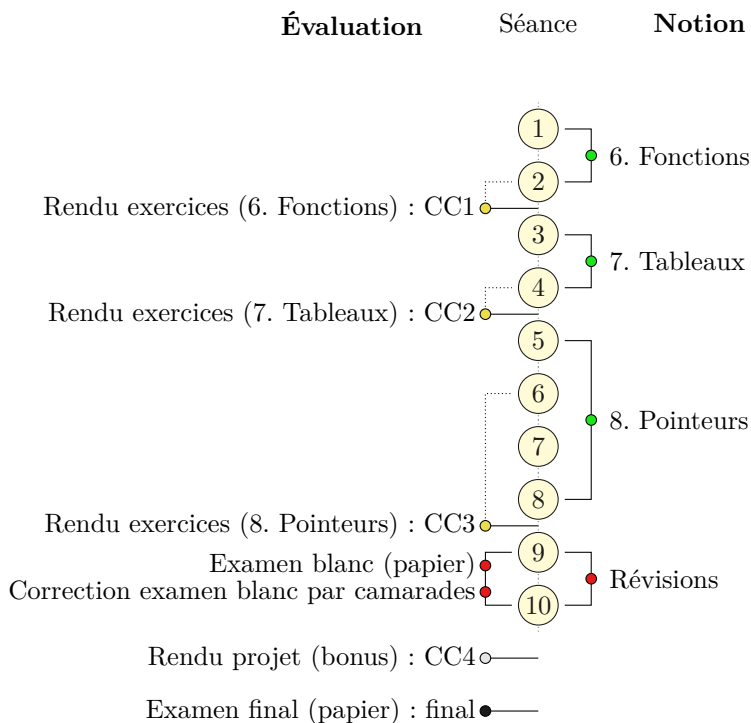 Évaluation Séance Notion
1
6. Fonctions
2
Rendu exercices (6. Fonctions) : CC1
3
7. Tableaux
4
Rendu exercices (7. Tableaux) : CC2
5
6
8. Pointeurs
7
8
Rendu exercices (8. Pointeurs) : CC3
9
Examen blanc (papier)
Révisions
Correction examen blanc par camarades
10
Rendu projet (bonus) : CC4
Examen final (papier) : final